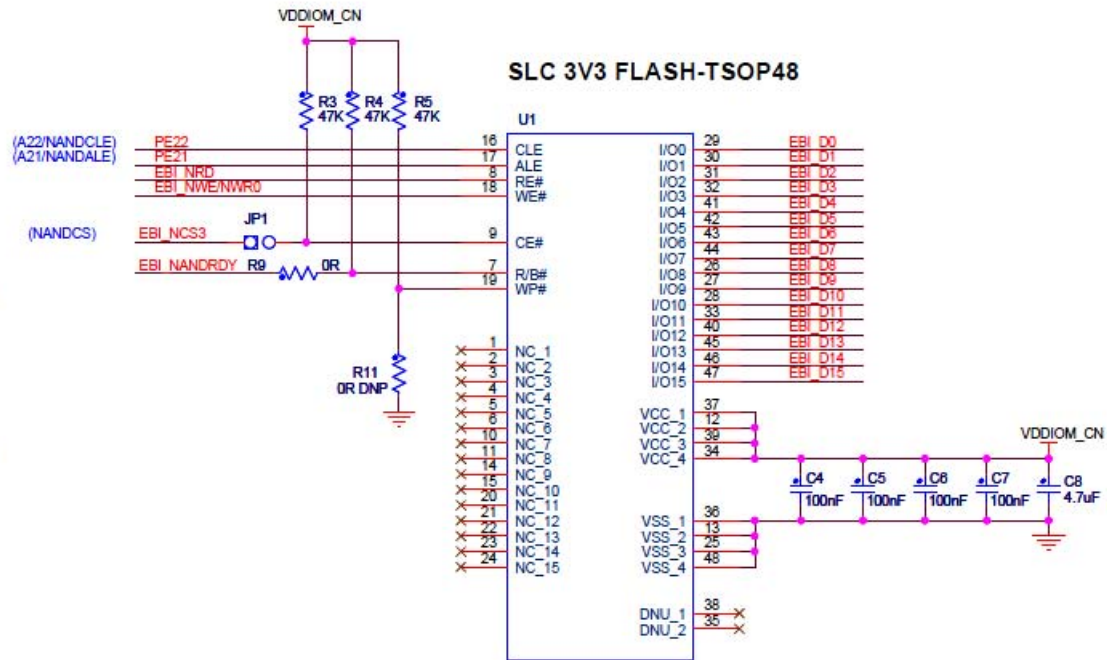 VDDIOM_CN
SLC 3V3 FLASH-TSOP48
R3
47K
R4
47K
R5
47K
U1
(A22/NANDCLE) PE22 16 CLE
(A21/NANDALE) PE21 17 ALE
EBI_NRD 8 RE#
EBI_NWE/NWR0 18 WE#
JP1
(NANDCS) EBI_NCS3 9 CE#
EBI_NANDRDY R9 0R 7 R/B#
19 WP#
R11
0R DNP
1 NC_1
2 NC_2
3 NC_3
4 NC_4
5 NC_5
6 NC_6
10 NC_7
11 NC_8
14 NC_9
15 NC_10
20 NC_11
21 NC_12
22 NC_13
23 NC_14
24 NC_15
I/O0 29 EBI_D0
I/O1 30 EBI_D1
I/O2 31 EBI_D2
I/O3 32 EBI_D3
I/O4 41 EBI_D4
I/O5 42 EBI_D5
I/O6 43 EBI_D6
I/O7 44 EBI_D7
I/O8 26 EBI_D8
I/O9 27 EBI_D9
I/O10 28 EBI_D10
I/O11 33 EBI_D11
I/O12 40 EBI_D12
I/O13 45 EBI_D13
I/O14 46 EBI_D14
I/O15 47 EBI_D15
VCC_1 37
VCC_2 12
VCC_3 39
VCC_4 34
VDDIOM_CN
C4
100nF
C5
100nF
C6
100nF
C7
100nF
C8
4.7uF
VSS_1 36
VSS_2 13
VSS_3 25
VSS_4 48
DNU_1 38
DNU_2 35